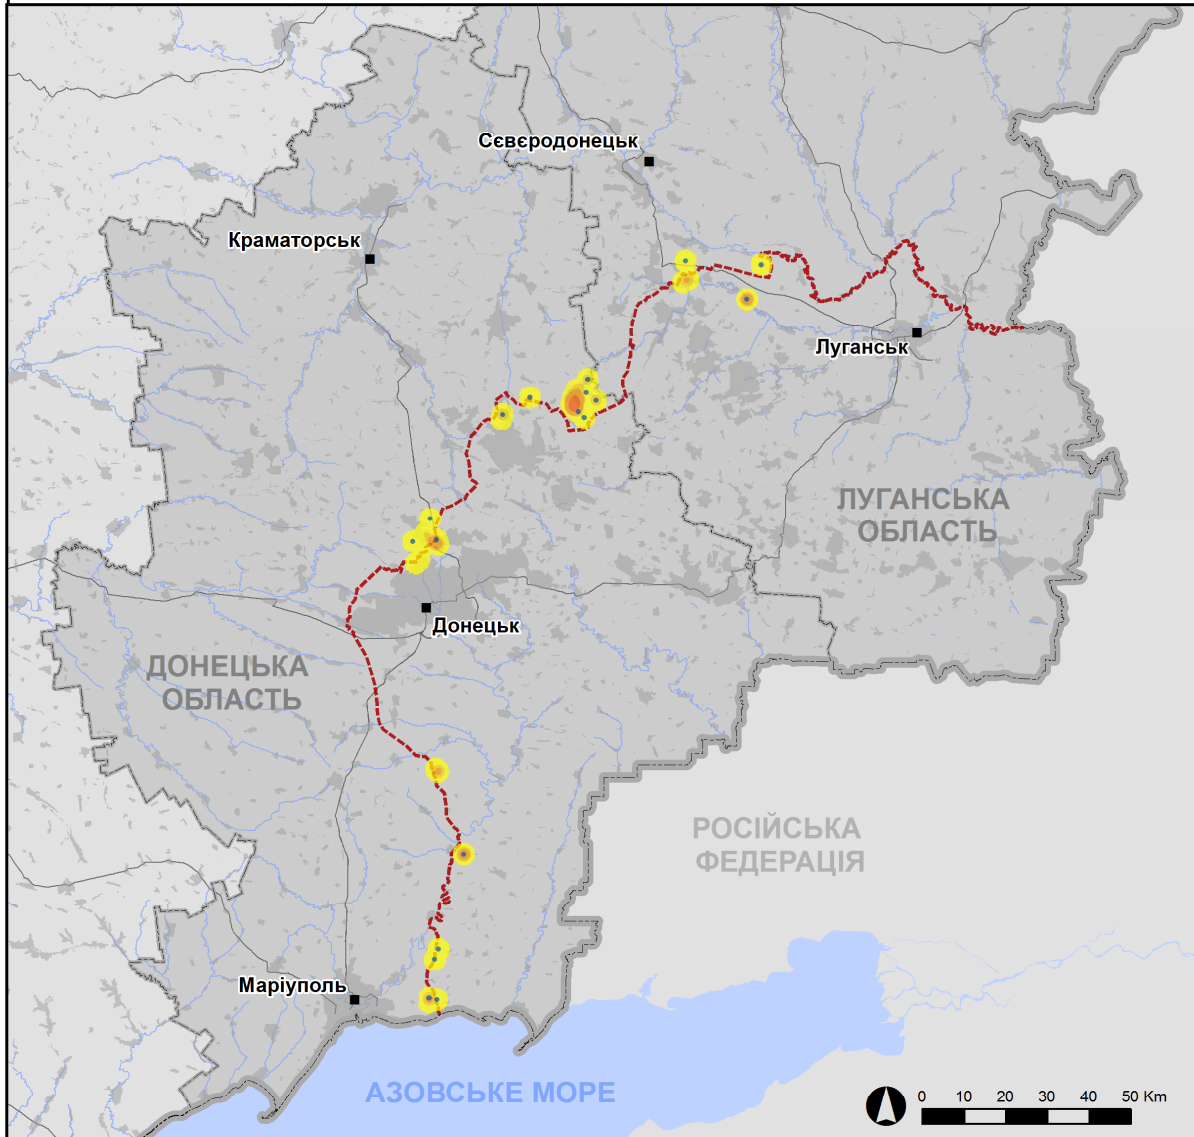 Сєвєродонецьк
Краматорськ
Луганськ
ЛУГАНСЬКА
ОБЛАСТЬ
Донецьк
ДОНЕЦЬКА
ОБЛАСТЬ
РОСІЙСЬКА
ФЕДЕРАЦІЯ
Маріуполь
АЗОВСЬКЕ МОРЕ
0 10 20 30 40 50 Km